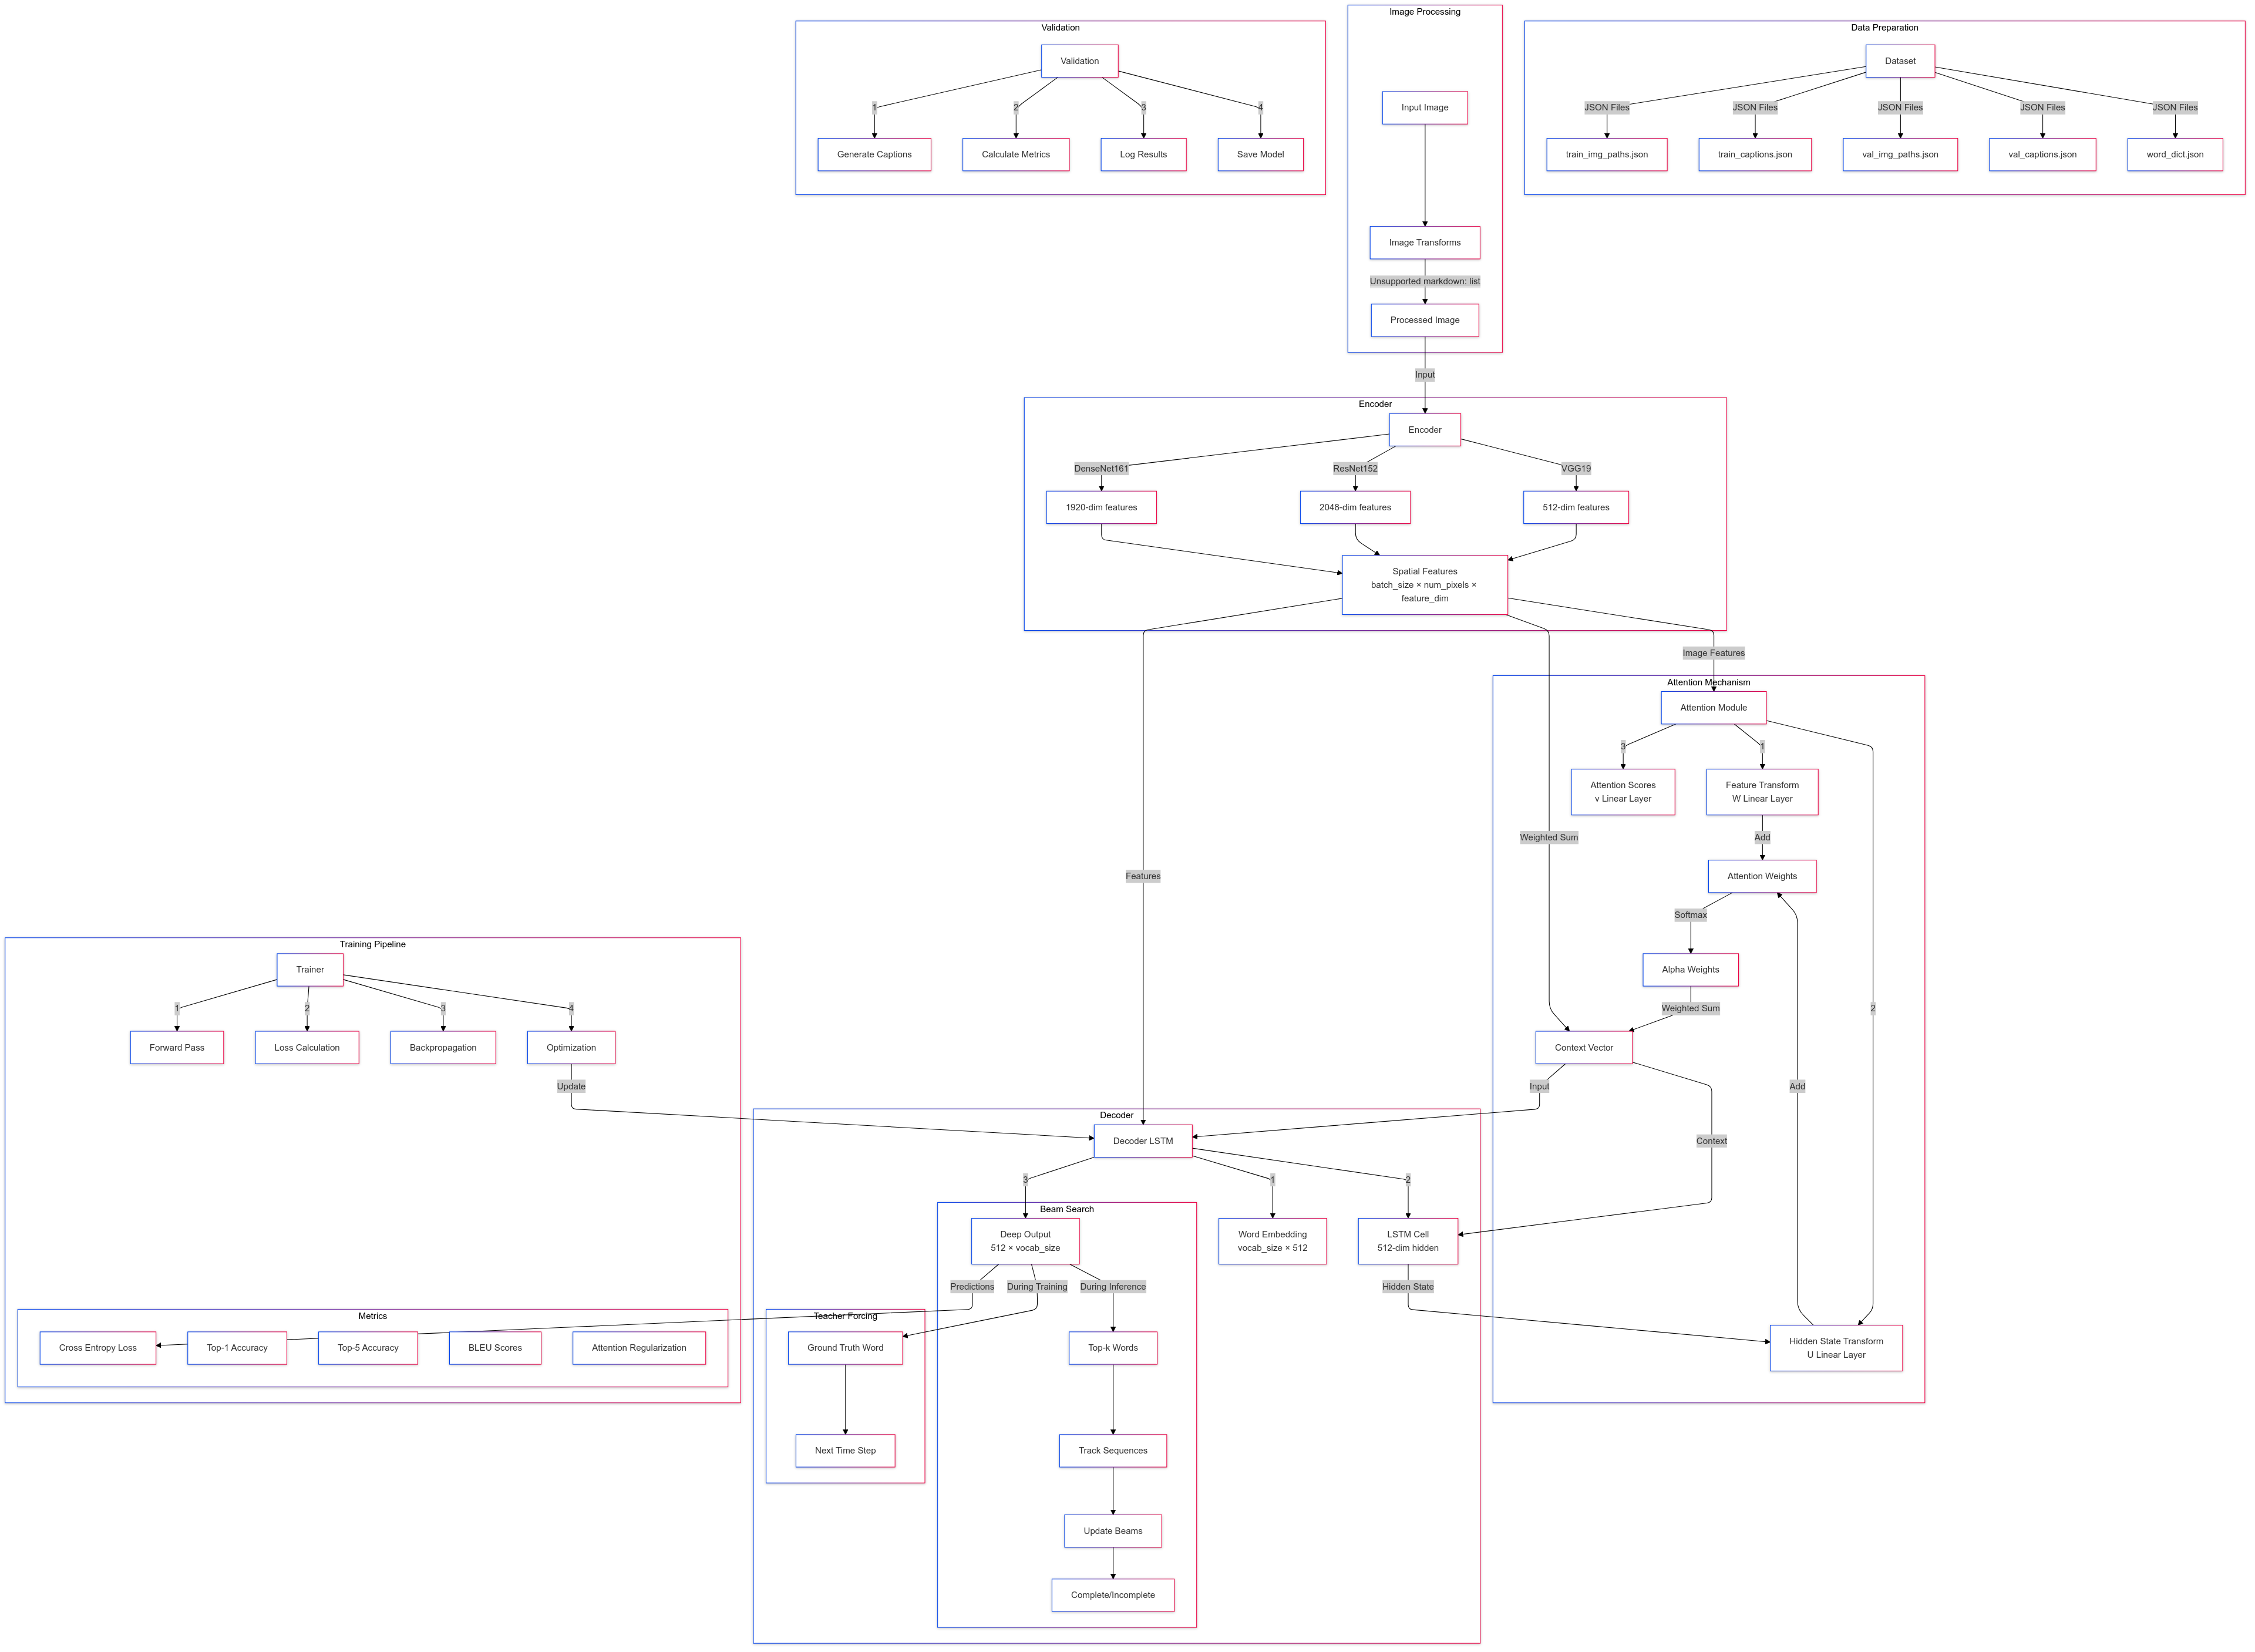 Validation
Validation
1
2
3
4
Generate Captions
Calculate Metrics
Log Results
Save Model
Image Processing
Input Image
Image Transforms
Unsupported markdown: list
Processed Image
Input
Data Preparation
Dataset
JSON Files
JSON Files
JSON Files
JSON Files
JSON Files
train_img_paths.json
train_captions.json
val_img_paths.json
val_captions.json
word_dict.json
Encoder
Encoder
DenseNet161
ResNet152
VGG19
1920-dim features
2048-dim features
512-dim features
Spatial Features
batch_size × num_pixels ×
feature_dim
Features
Weighted Sum
Image Features
Attention Mechanism
Attention Module
3
1
2
Attention Scores
v Linear Layer
Feature Transform
W Linear Layer
Add
Attention Weights
Softmax
Alpha Weights
Weighted Sum
Context Vector
Input
Context
Add
Hidden State Transform
U Linear Layer
Training Pipeline
Trainer
1
2
3
4
Forward Pass
Loss Calculation
Backpropagation
Optimization
Update
Metrics
Cross Entropy Loss
Top-1 Accuracy
Top-5 Accuracy
BLEU Scores
Attention Regularization
Decoder
Decoder LSTM
3
1
2
Beam Search
Deep Output
512 × vocab_size
Word Embedding
vocab_size × 512
LSTM Cell
512-dim hidden
Predictions
During Training
During Inference
Hidden State
Teacher Forcing
Ground Truth Word
Next Time Step
Top-k Words
Track Sequences
Update Beams
Complete/Incomplete